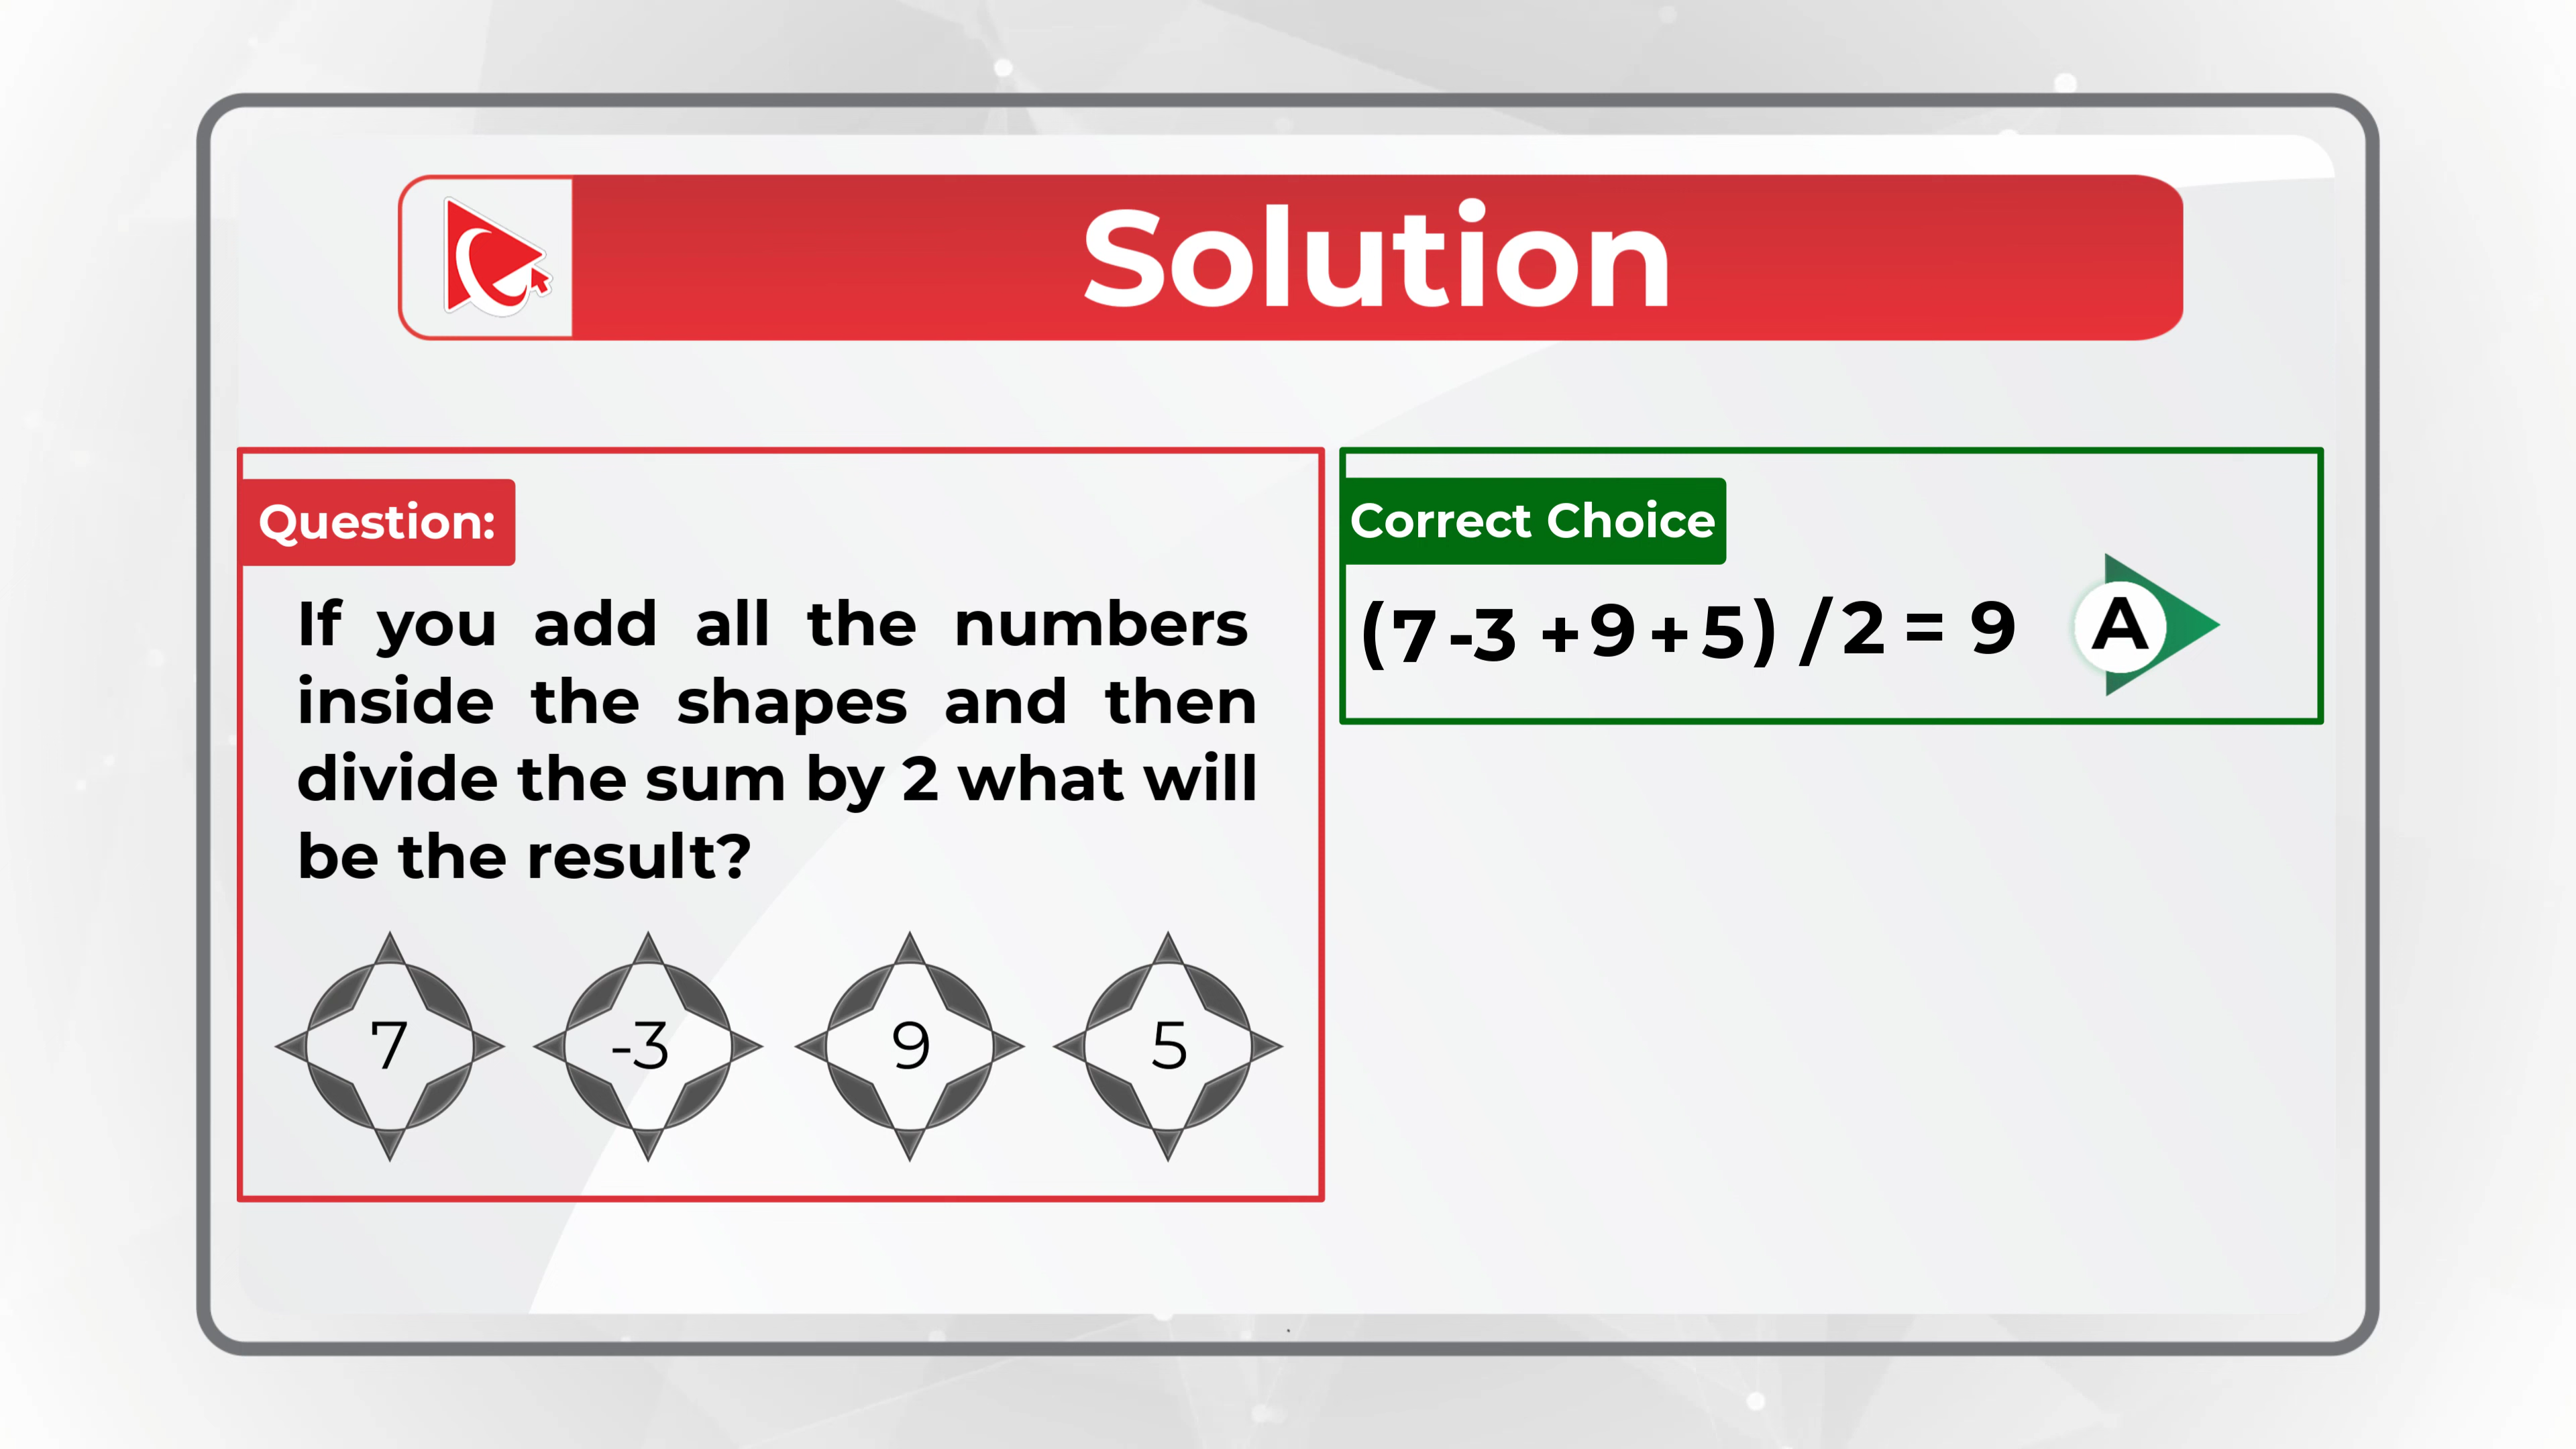 Solution
Question:
If you add all the numbers
inside the shapes and then
divide the sum by 2 what will
be the result?
7 -3 9 5
Correct Choice
(7-3 +9+5) /2 = 9 A